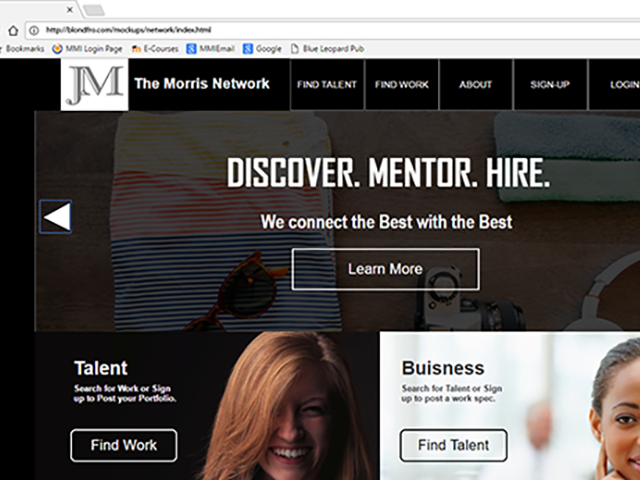 http://blondfro.com/mockups/network/index.html
Bookmarks MMI Login Page E-Courses MMIEmail Google Blue Leopard Pub
JM The Morris Network FIND TALENT FIND WORK ABOUT SIGN-UP LOGIN
DISCOVER. MENTOR. HIRE.
We connect the Best with the Best
Learn More
Talent
Search for Work or Sign
up to Post your Portfolio.
Find Work
Buisness
Search for Talent or Sign
up to post a work spec.
Find Talent